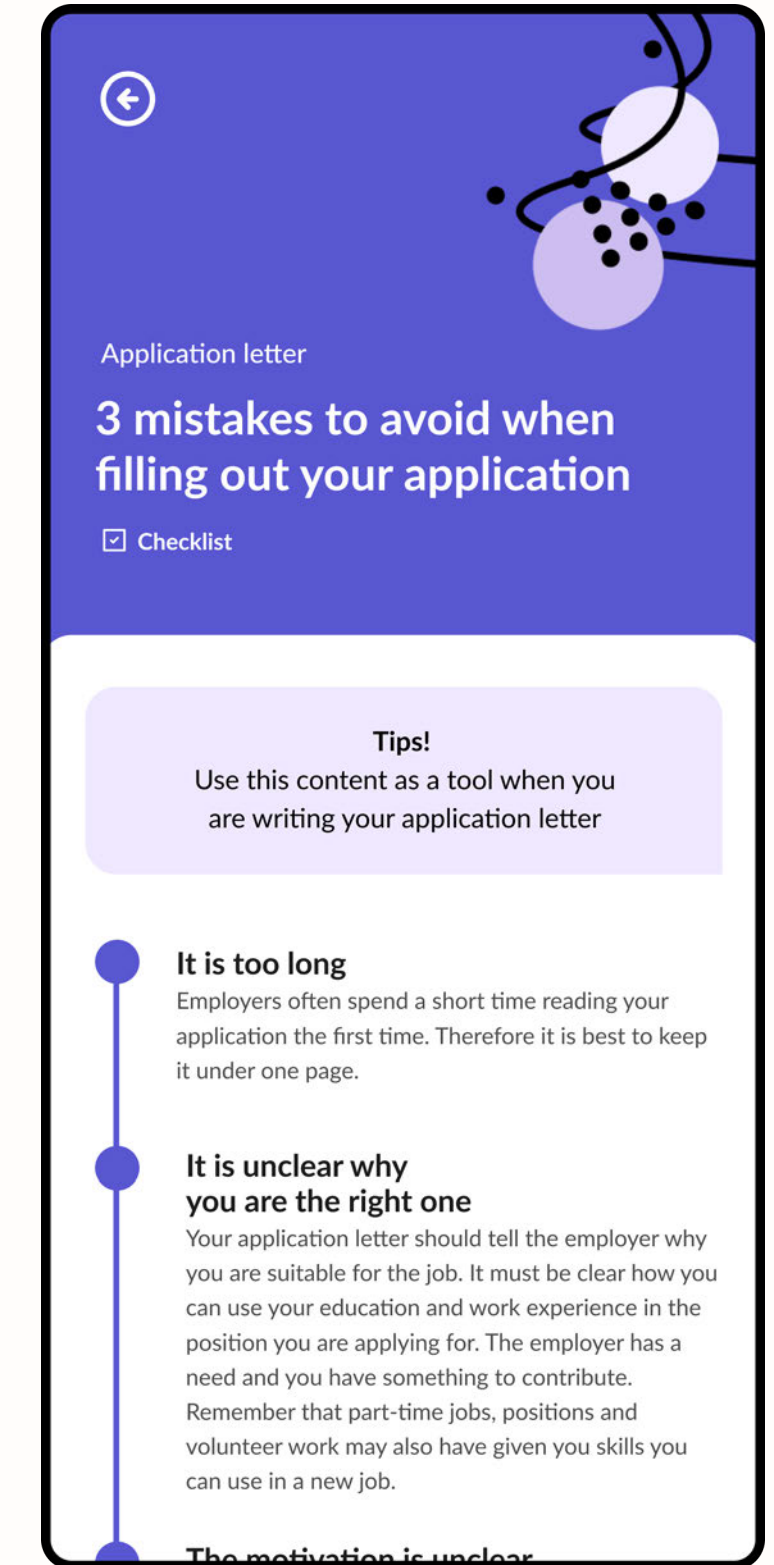 Application letter
3 mistakes to avoid when
filling out your application
Checklist
Tips!
Use this content as a tool when you
are writing your application letter
It is too long
Employers often spend a short time reading your
application the first time. Therefore it is best to keep
it under one page.
It is unclear why
you are the right one
Your application letter should tell the employer why
you are suitable for the job. It must be clear how you
can use your education and work experience in the
position you are applying for. The employer has a
need and you have something to contribute.
Remember that part-time jobs, positions and
volunteer work may also have given you skills you
can use in a new job.
The motivation is unclear